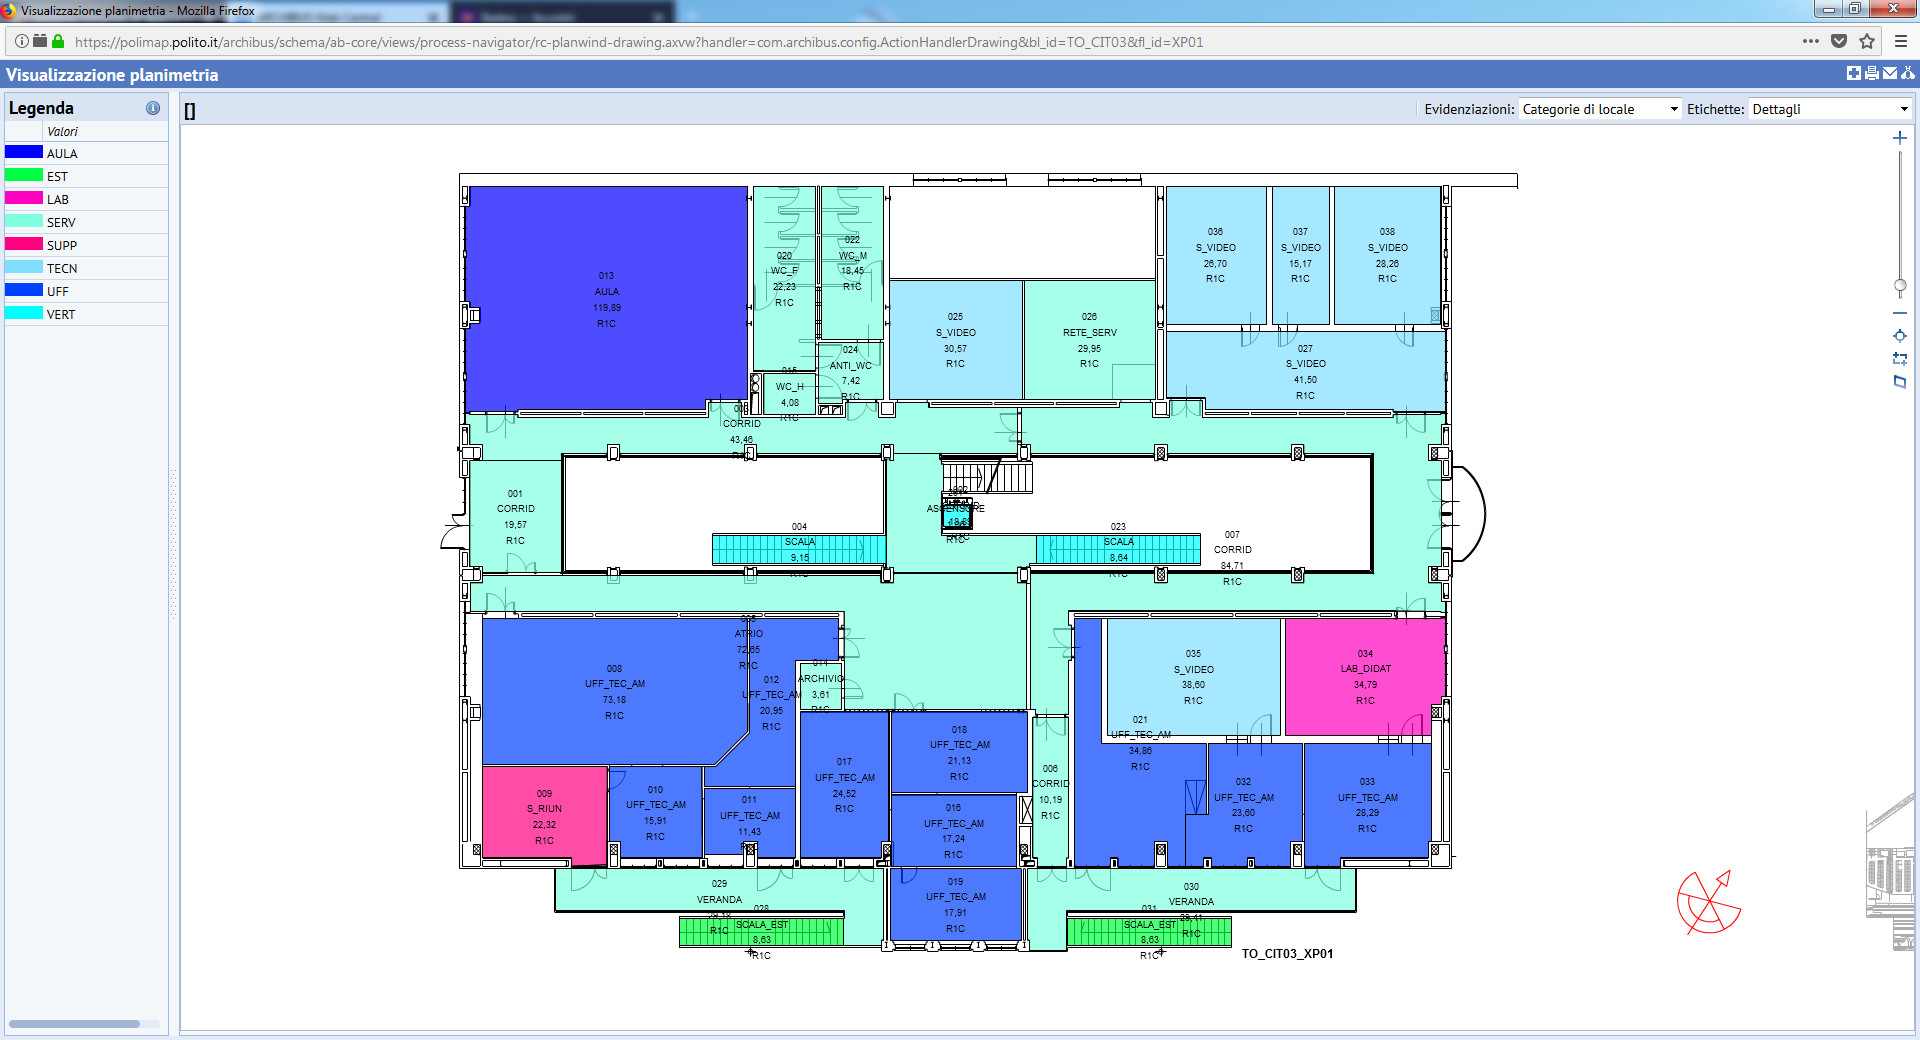 Visualizzazione planimetria - Mozilla Firefox
https://polimap.polito.it/archibus/schema/ab-core/views/process-navigator/rc-planwind-drawing.axvw?handler=com.archibus.config.ActionHandlerDrawing&bl_id=TO_CIT03&fl_id=XP01
Visualizzazione planimetria
Legenda
Valori
AULA
EST
LAB
SERV
SUPP
TECN
UFF
VERT
[]
Evidenziazioni: Categorie di locale
Etichette: Dettagli
013
AULA
119,89
R1C
020
WC_F
22,23
R1C
022
WC_M
18,45
R1C
024
ANTI_WC
7,42
R1C
WC_H
4,08
R1C
025
S_VIDEO
30,57
R1C
026
RETE_SERV
29,95
R1C
036
S_VIDEO
26,70
R1C
037
S_VIDEO
15,17
R1C
038
S_VIDEO
28,26
R1C
027
S_VIDEO
41,50
R1C
CORRID
43,46
001
CORRID
19,57
R1C
004
SCALA
9,15
R1C
ASCENSORE
R1C
023
SCALA
8,64
R1C
007
CORRID
84,71
R1C
ATRIO
72,65
R1C
008
UFF_TEC_AM
73,18
R1C
012
UFF_TEC_AM
20,95
R1C
014
ARCHIVIO
3,61
R1C
009
S_RIUN
22,32
R1C
010
UFF_TEC_AM
15,91
R1C
011
UFF_TEC_AM
11,43
017
UFF_TEC_AM
24,52
R1C
018
UFF_TEC_AM
21,13
R1C
016
UFF_TEC_AM
17,24
R1C
019
UFF_TEC_AM
17,91
R1C
006
CORRID
10,19
R1C
021
UFF_TEC_AM
34,86
R1C
035
S_VIDEO
38,60
R1C
034
LAB_DIDAT
34,79
R1C
032
UFF_TEC_AM
23,60
R1C
033
UFF_TEC_AM
28,29
R1C
029
VERANDA
R1C
028
SCALA_EST
8,63
R1C
030
VERANDA
29,41
R1C
031
SCALA_EST
8,63
R1C
TO_CIT03_XP01